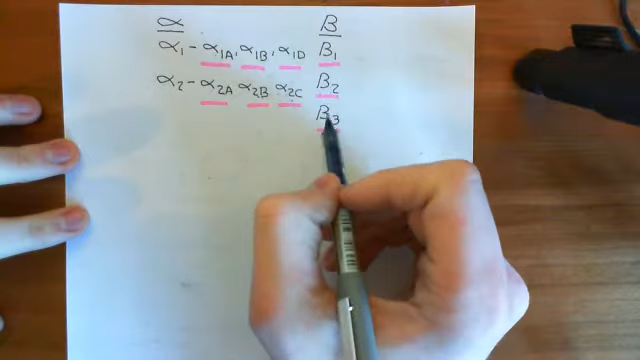 α β
α1 - α1A, α1B, α1D β1
α2 - α2A α2B α2C β2
β3